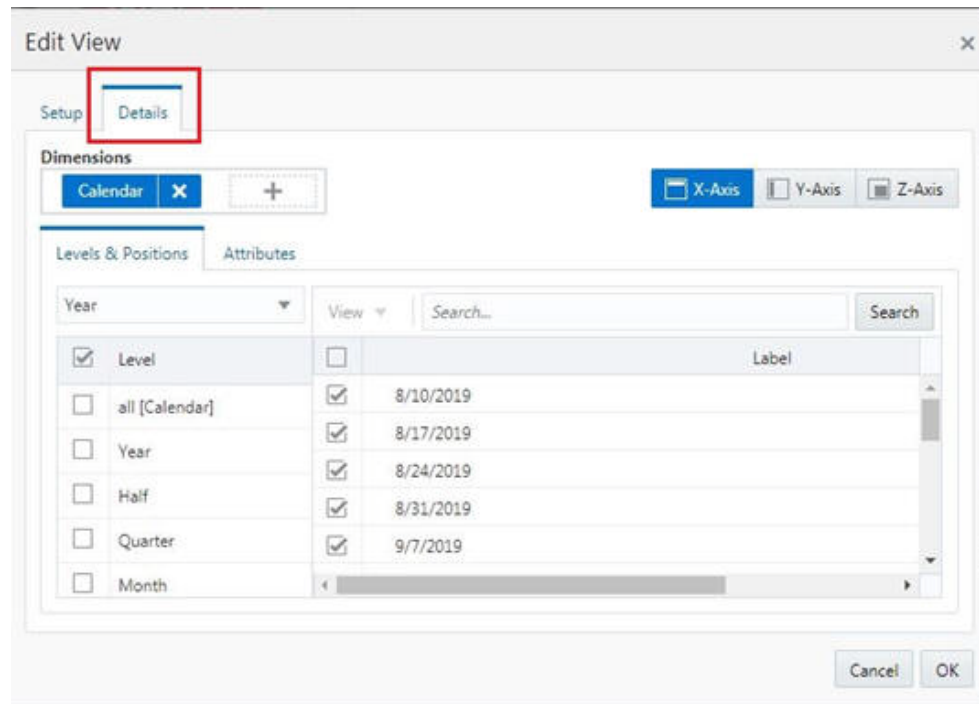 Edit View
Setup Details
Dimensions
Calendar
X-Axis Y-Axis Z-Axis
Levels & Positions Attributes
Year
View Search... Search
Level Label
all [Calendar] 8/10/2019
Year 8/17/2019
Half 8/24/2019
Quarter 8/31/2019
Month 9/7/2019
Cancel OK